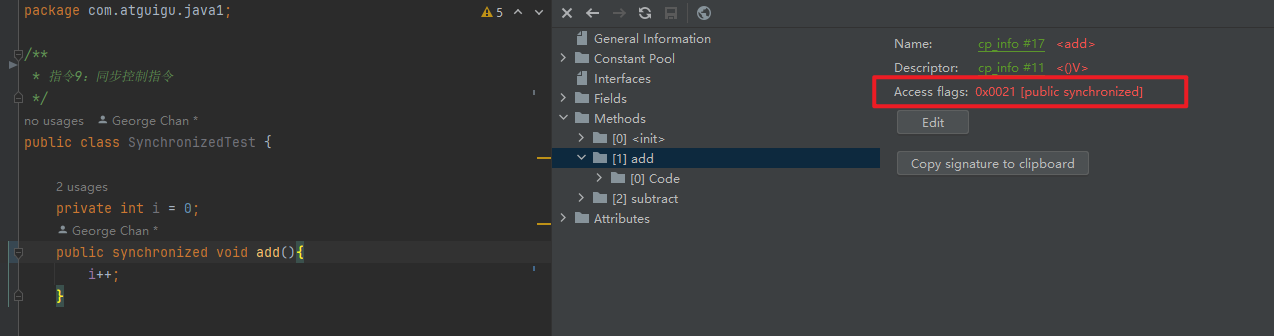 package com.atguigu.java1;
5
/**
* 指令9：同步控制指令
*/
no usages George Chan *
public class SynchronizedTest {
2 usages
private int i = 0;
George Chan *
public synchronized void add(){
i++;
}
General Information
Constant Pool
Interfaces
Fields
Methods
[0] <init>
[1] add
[0] Code
[2] subtract
Attributes
Name: cp_info #17 <add>
Descriptor: cp_info #11 <()V>
Access flags: 0x0021 [public synchronized]
Edit
Copy signature to clipboard